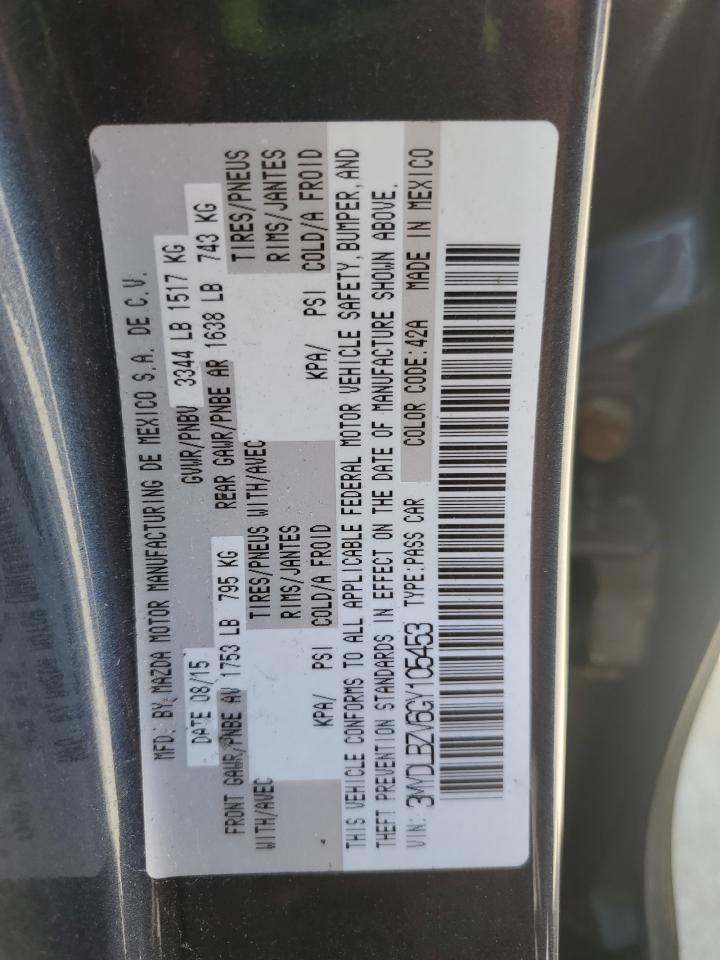 MFD. BY MAZDA MOTOR MANUFACTURING DE MEXICO S.A. DE C.V.
DATE 08/15 GVWR/PNBV 3344 LB 1517 KG
FRONT GAWR/PNBE AV 1753 LB 795 KG REAR GAWR/PNBE AR 1638 LB 743 KG
WITH/AVEC TIRES/PNEUS WITH/AVEC TIRES/PNEUS
RIMS/JANTES RIMS/JANTES
KPA/ PSI COLD/A FROID KPA/ PSI COLD/A FROID
THIS VEHICLE CONFORMS TO ALL APPLICABLE FEDERAL MOTOR VEHICLE SAFETY, BUMPER, AND
THEFT PREVENTION STANDARDS IN EFFECT ON THE DATE OF MANUFACTURE SHOWN ABOVE.
VIN: 3MYDLBZV6GY105453 TYPE:PASS CAR COLOR CODE:42A MADE IN MEXICO